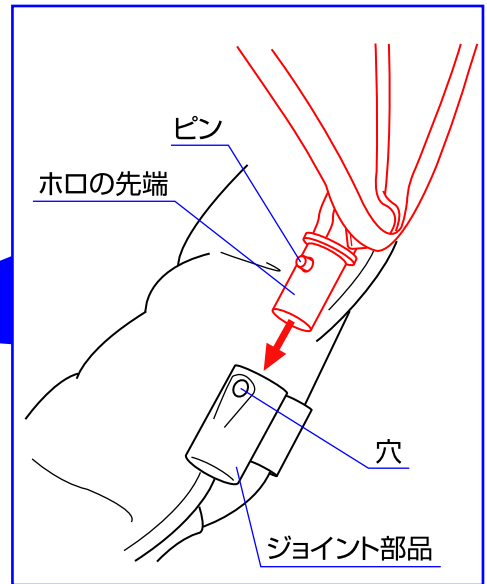 ピン
ホロの先端
穴
ジョイント部品